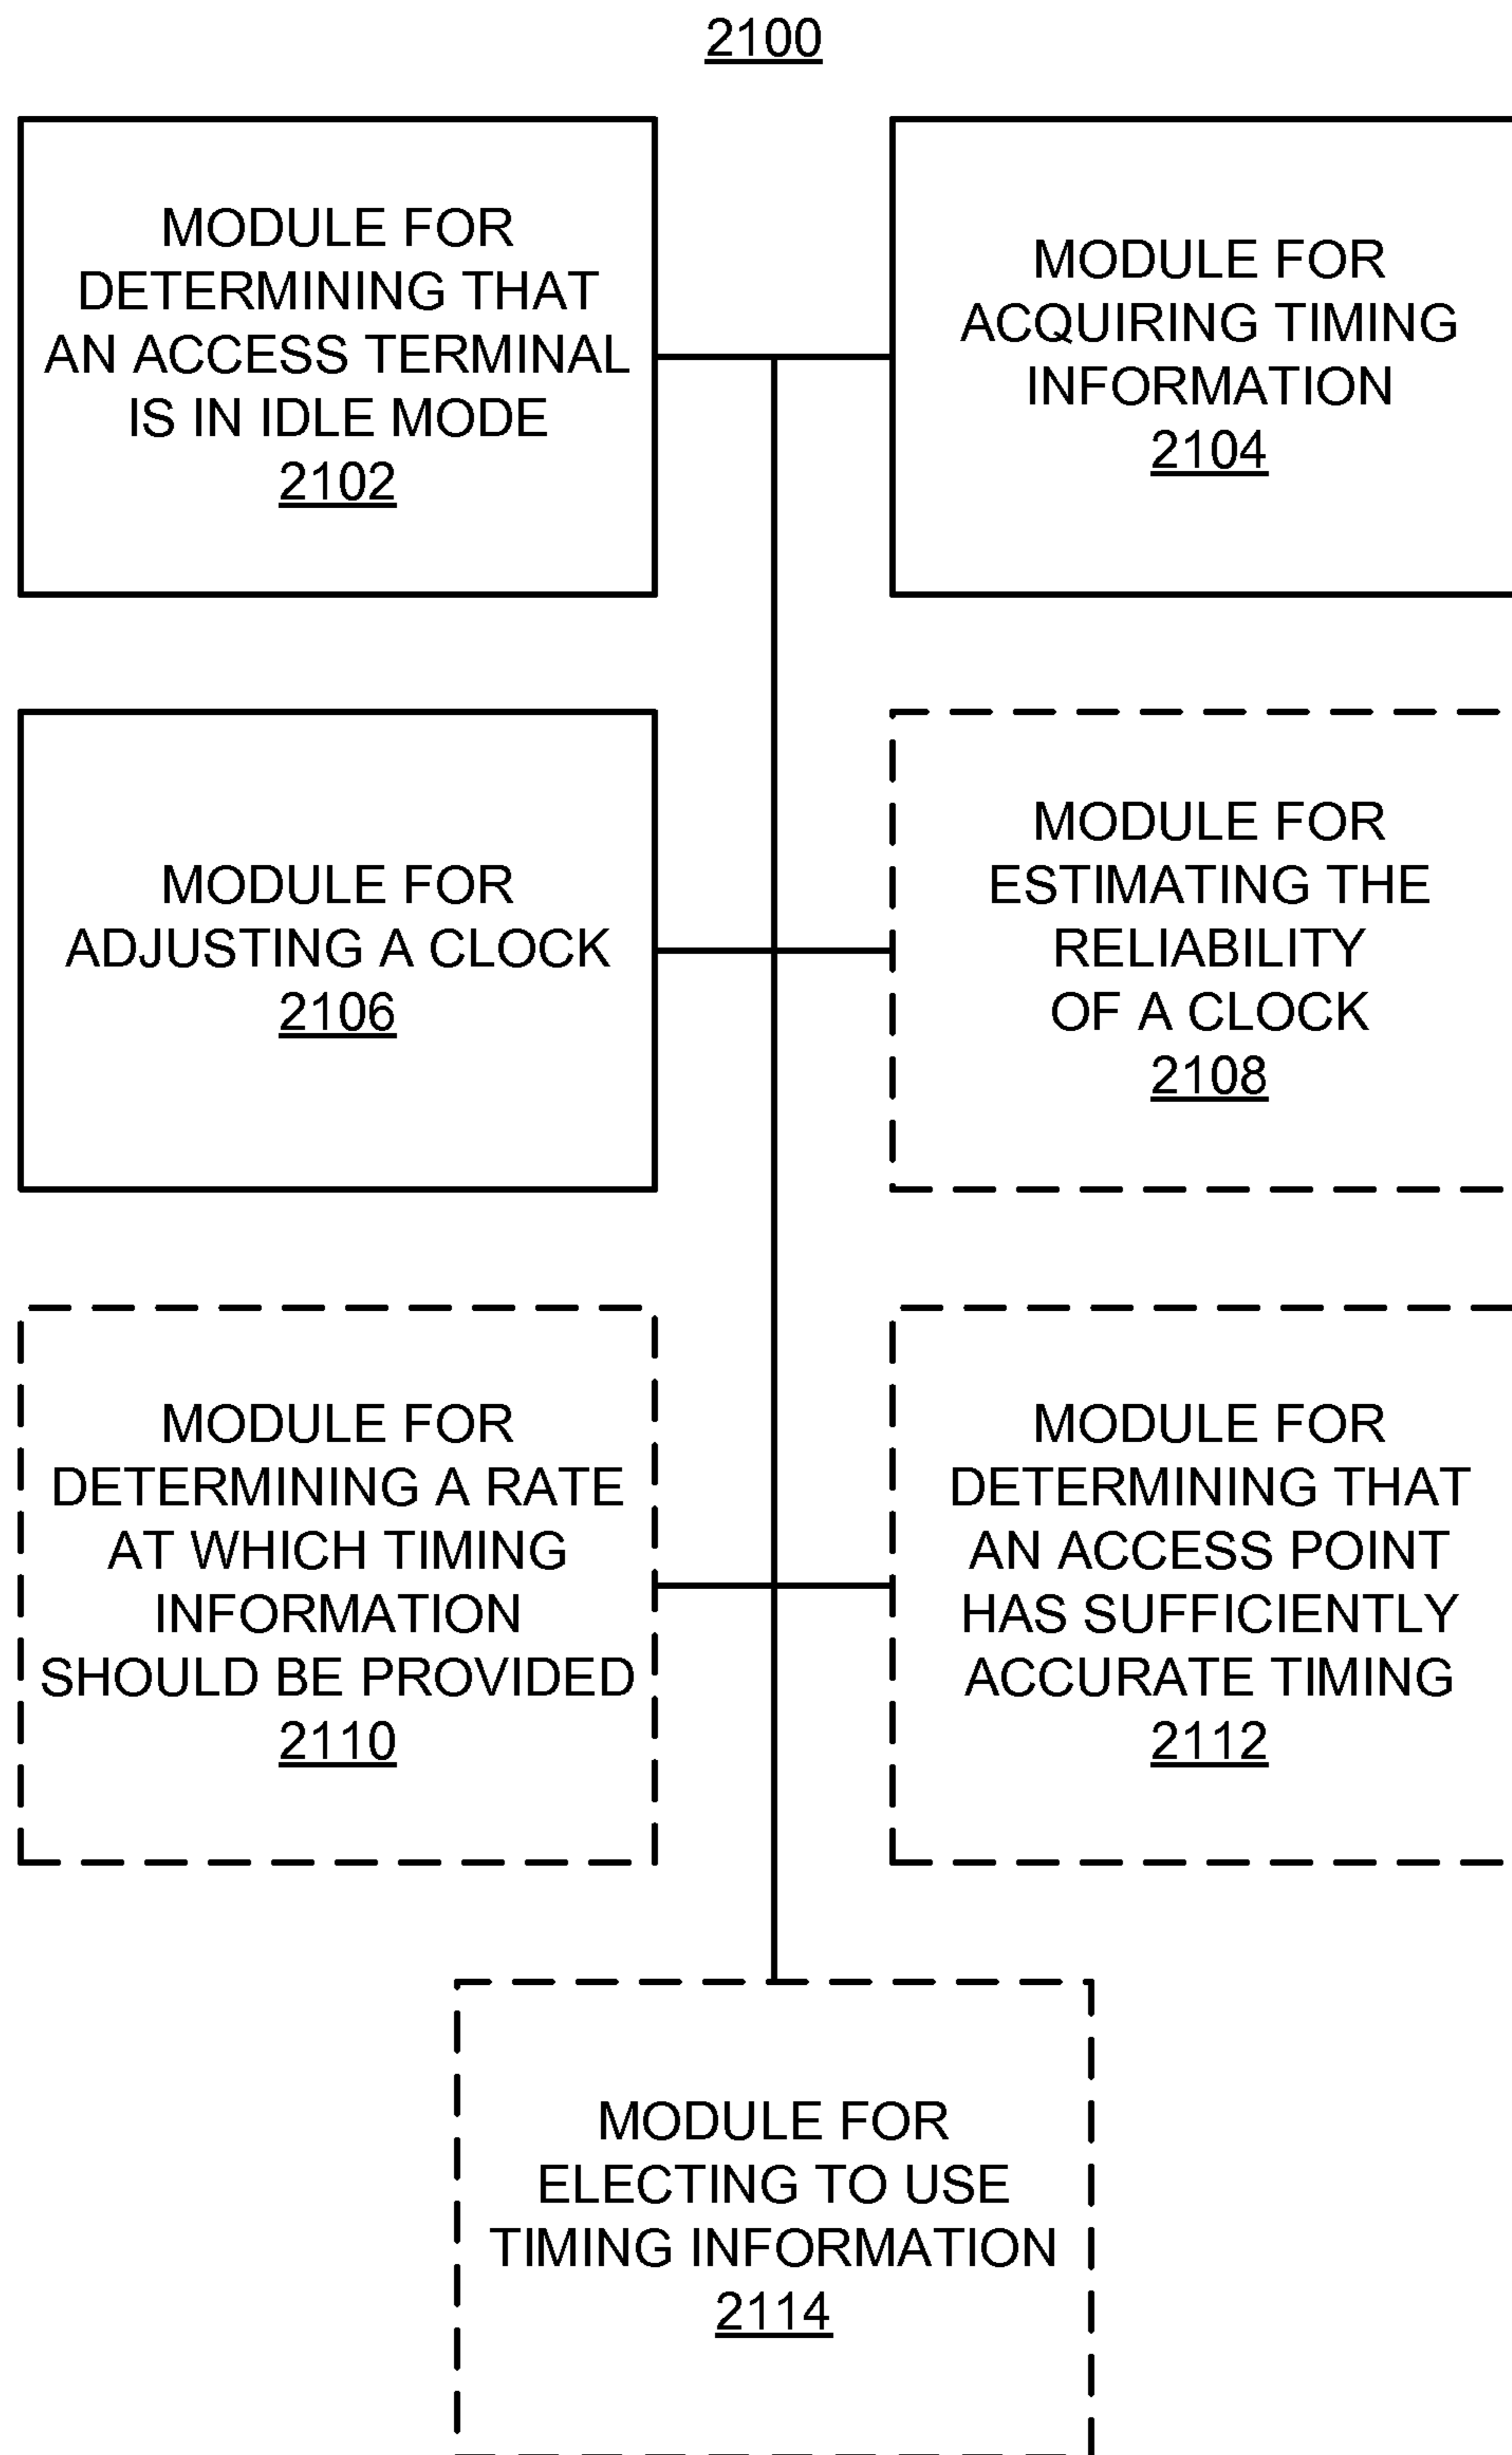 2100
MODULE FOR
DETERMINING THAT
AN ACCESS TERMINAL
IS IN IDLE MODE
2102
MODULE FOR
ACQUIRING TIMING
INFORMATION
2104
MODULE FOR
ADJUSTING A CLOCK
2106
MODULE FOR
ESTIMATING THE
RELIABILITY
OF A CLOCK
2108
MODULE FOR
DETERMINING A RATE
AT WHICH TIMING
INFORMATION
SHOULD BE PROVIDED
2110
MODULE FOR
DETERMINING THAT
AN ACCESS POINT
HAS SUFFICIENTLY
ACCURATE TIMING
2112
MODULE FOR
ELECTING TO USE
TIMING INFORMATION
2114